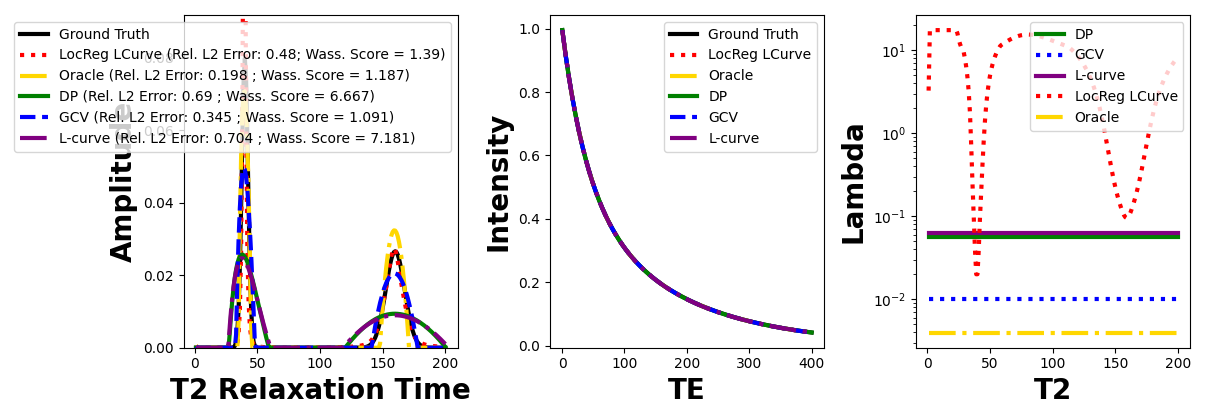 Ground Truth
LocReg LCurve (Rel. L2 Error: 0.48; Wass. Score = 1.39)
Oracle (Rel. L2 Error: 0.198 ; Wass. Score = 1.187)
DP (Rel. L2 Error: 0.69 ; Wass. Score = 6.667)
GCV (Rel. L2 Error: 0.345 ; Wass. Score = 1.091)
L-curve (Rel. L2 Error: 0.704 ; Wass. Score = 7.181)
Amplitude
0.08
0.06
0.04
0.02
0.00
0
50
100
150
200
T2 Relaxation Time
Ground Truth
LocReg LCurve
Oracle
DP
GCV
L-curve
Intensity
1.0
0.8
0.6
0.4
0.2
0.0
0
100
200
300
400
TE
DP
GCV
L-curve
LocReg LCurve
Oracle
Lambda
10¹
10⁰
10⁻¹
10⁻²
0
50
100
150
200
T2